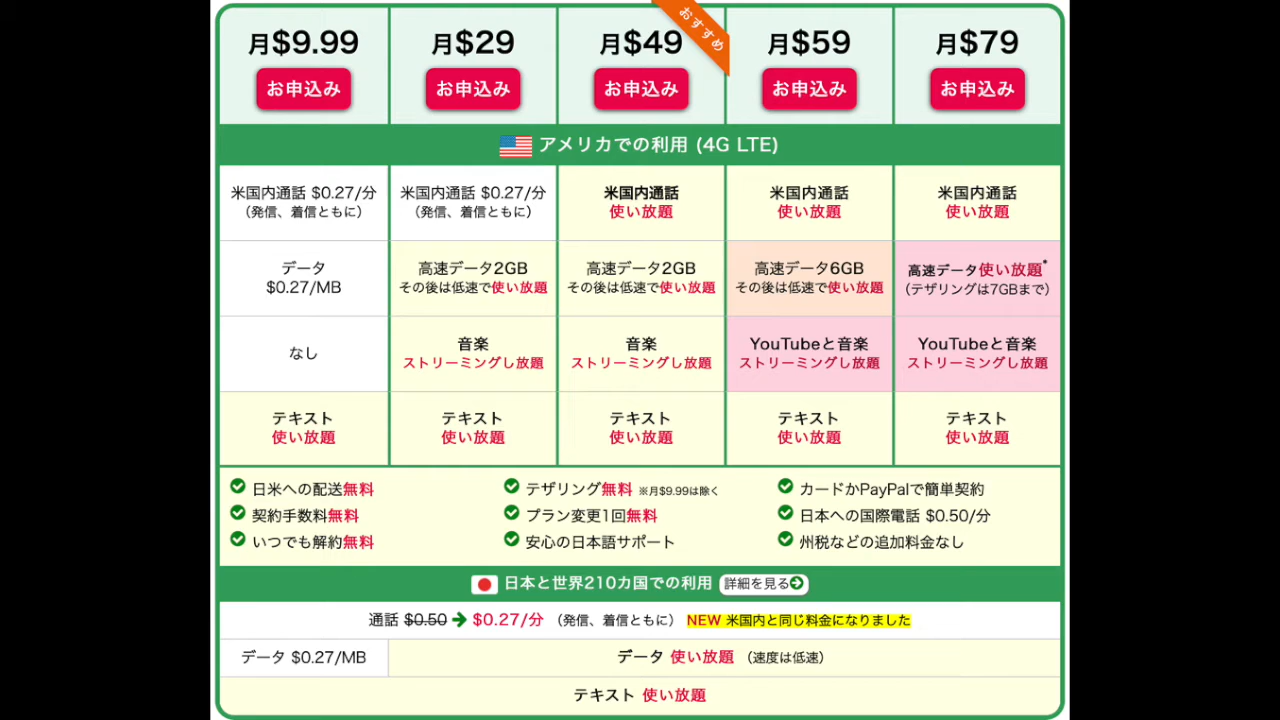 月$9.99 月$29 月$49 おすすめ 月$59 月$79
お申込み お申込み お申込み お申込み お申込み
アメリカでの利用 (4G LTE)
米国内通話 $0.27/分 米国内通話 $0.27/分 米国内通話 米国内通話 米国内通話
（発信、着信ともに） （発信、着信ともに） 使い放題 使い放題 使い放題
データ 高速データ2GB 高速データ2GB 高速データ6GB 高速データ使い放題*
$0.27/MB その後は低速で使い放題 その後は低速で使い放題 その後は低速で使い放題 （テザリングは7GBまで）
なし 音楽 音楽 YouTubeと音楽 YouTubeと音楽
ストリーミングし放題 ストリーミングし放題 ストリーミングし放題 ストリーミングし放題
テキスト テキスト テキスト テキスト テキスト
使い放題 使い放題 使い放題 使い放題 使い放題
日米への配送無料 テザリング無料 ※月$9.99は除く カードかPayPalで簡単契約
契約手数料無料 プラン変更1回無料 日本への国際電話 $0.50/分
いつでも解約無料 安心の日本語サポート 州税などの追加料金なし
日本と世界210カ国での利用 詳細を見る
通話 $0.50 $0.27/分 （発信、着信ともに） NEW 米国内と同じ料金になりました
データ $0.27/MB データ 使い放題 （速度は低速）
テキスト 使い放題